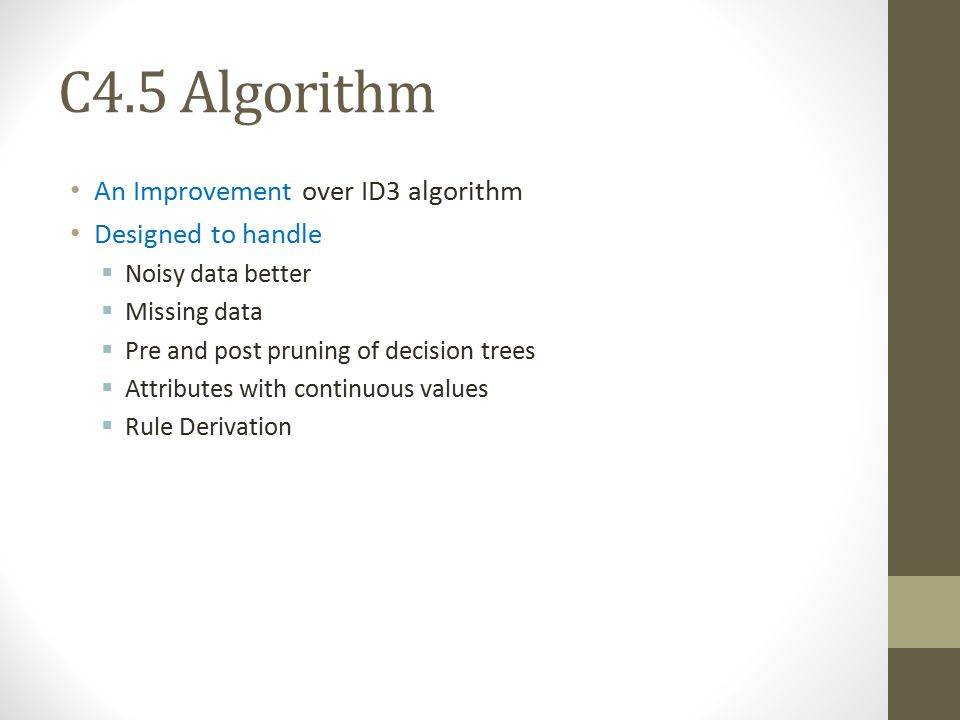 C4.5 Algorithm
• An Improvement over ID3 algorithm
• Designed to handle
▪ Noisy data better
▪ Missing data
▪ Pre and post pruning of decision trees
▪ Attributes with continuous values
▪ Rule Derivation